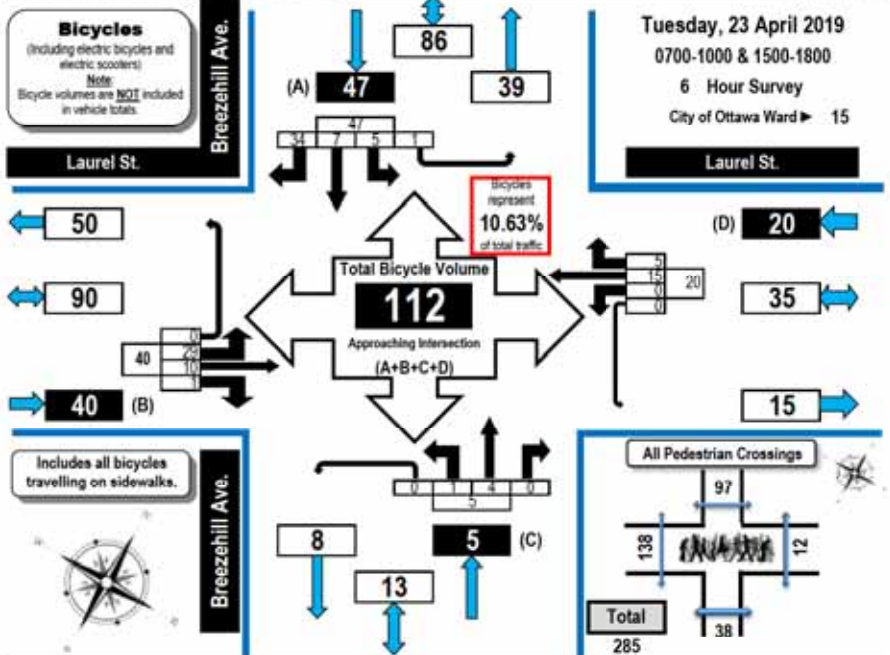 Bicycles
(Including electric bicycles and
electric scooters)
Note:
Bicycle volumes are NOT included
in vehicle totals.
Breezehill Ave.
Laurel St.
86
(A) 47
39
47
34 7 5 1
Tuesday, 23 April 2019
0700-1000 & 1500-1800
6 Hour Survey
City of Ottawa Ward ► 15
Laurel St.
Bicycles
represent
10.63%
of total traffic
50
90
40
0
29
10
1
40 (B)
Total Bicycle Volume
112
Approaching Intersection
(A+B+C+D)
5
15
0
0
20
(D) 20
35
15
Includes all bicycles
travelling on sidewalks.
Breezehill Ave.
0 1 4 0
5
8
5 (C)
13
All Pedestrian Crossings
97
138
12
38
Total
285